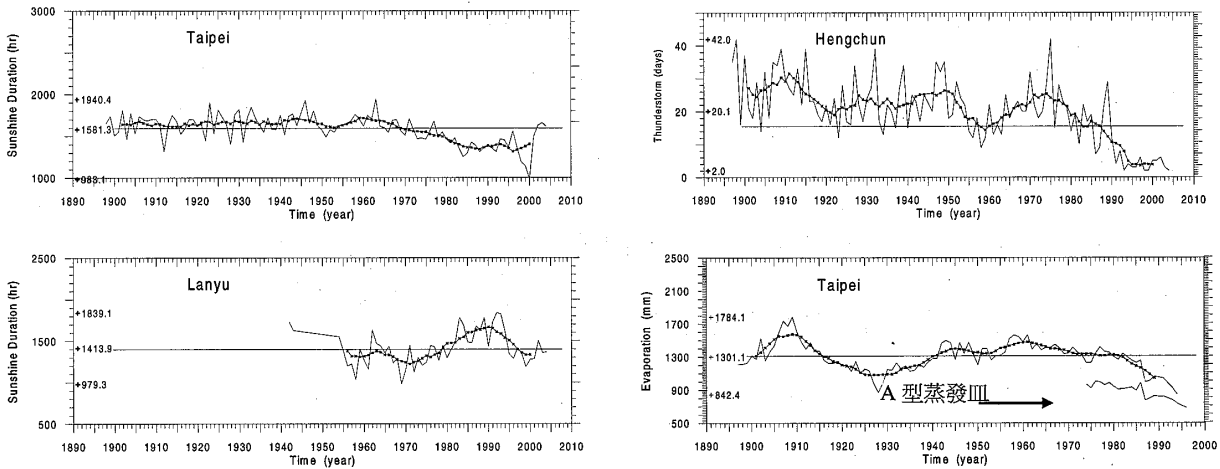 Taipei
Sunshine Duration (hr)
3000
2000
1000
+1940.4
+1581.3
+983.1
1890 1900 1910 1920 1930 1940 1950 1960 1970 1980 1990 2000 2010
Time (year)
Hengchun
Thunderstorm (days)
40
20
0
+42.0
+20.1
+2.0
1890 1900 1910 1920 1930 1940 1950 1960 1970 1980 1990 2000 2010
Time (year)
Lanyu
Sunshine Duration (hr)
2500
1500
500
+1839.1
+1413.9
+979.3
1890 1900 1910 1920 1930 1940 1950 1960 1970 1980 1990 2000 2010
Time (year)
Taipei
Evaporation (mm)
2500
1700
1300
900
500
+1784.1
+1301.1
+842.4
A 型蒸發皿
1890 1900 1910 1920 1930 1940 1950 1960 1970 1980 1990 2000
Time (year)